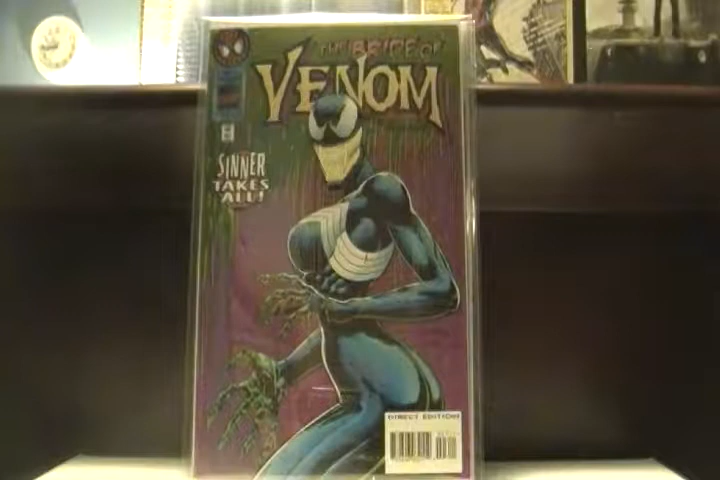 THE BRIDE OF
VENOM
SINNER
TAKES
ALL!
DIRECT EDITION